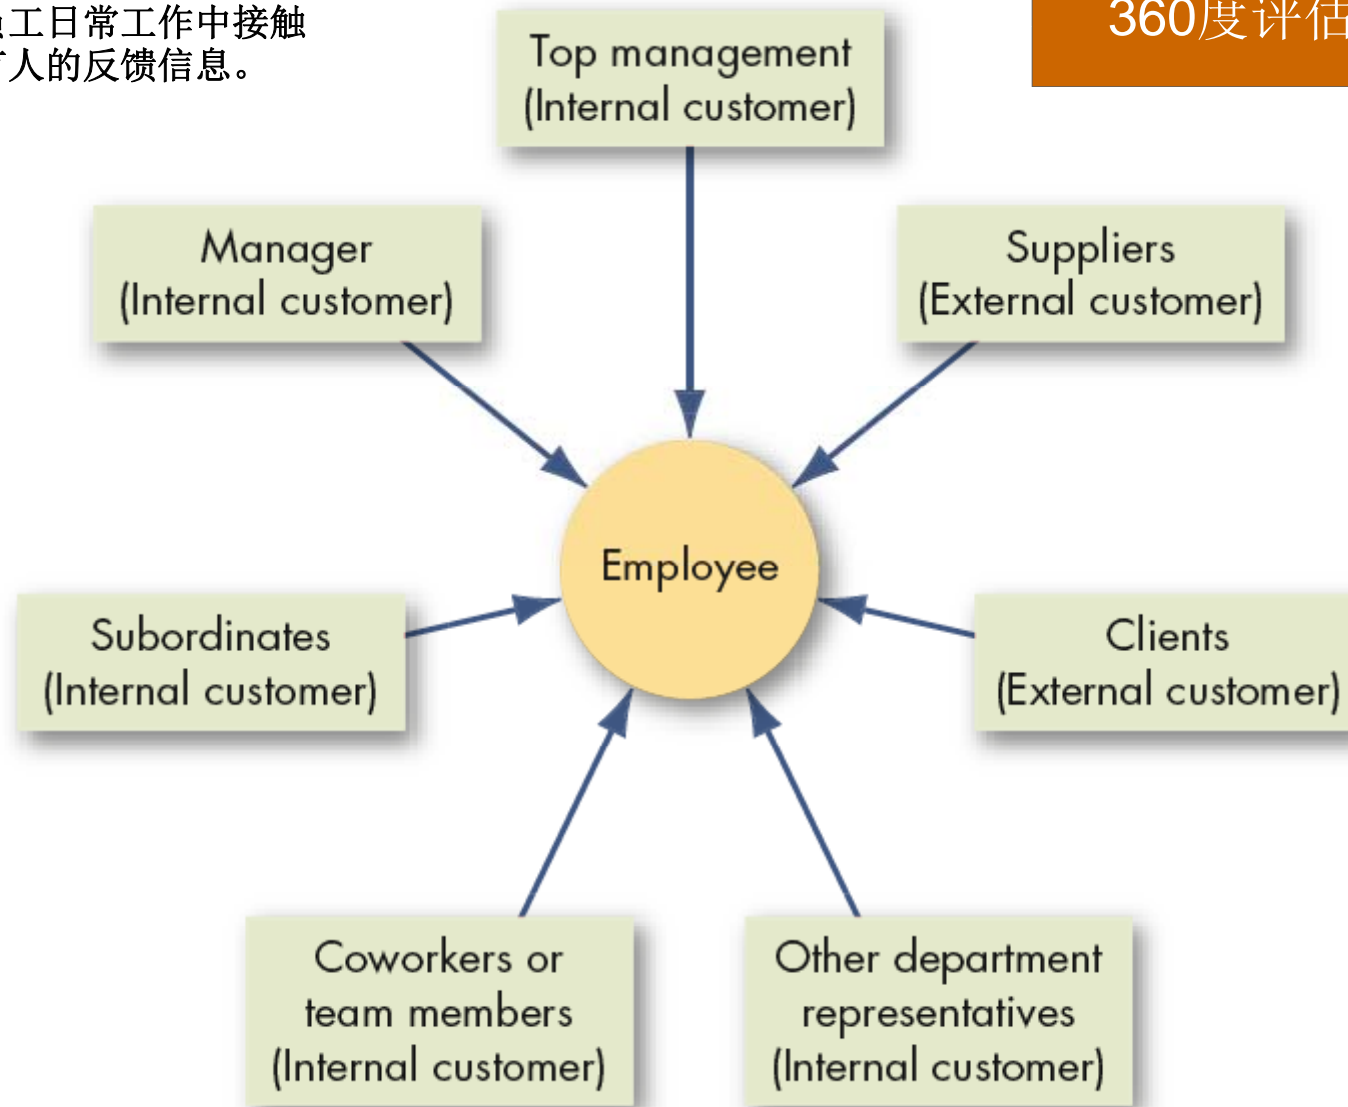 工日常工作中接触
人的反馈信息。
360度评估
Top management
(Internal customer)
Manager
(Internal customer)
Suppliers
(External customer)
Employee
Subordinates
(Internal customer)
Clients
(External customer)
Coworkers or
team members
(Internal customer)
Other department
representatives
(Internal customer)